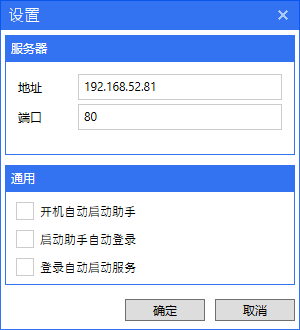 设置
服务器
地址 192.168.52.81
端口 80
通用
开机自动启动助手
启动助手自动登录
登录自动启动服务
确定 取消